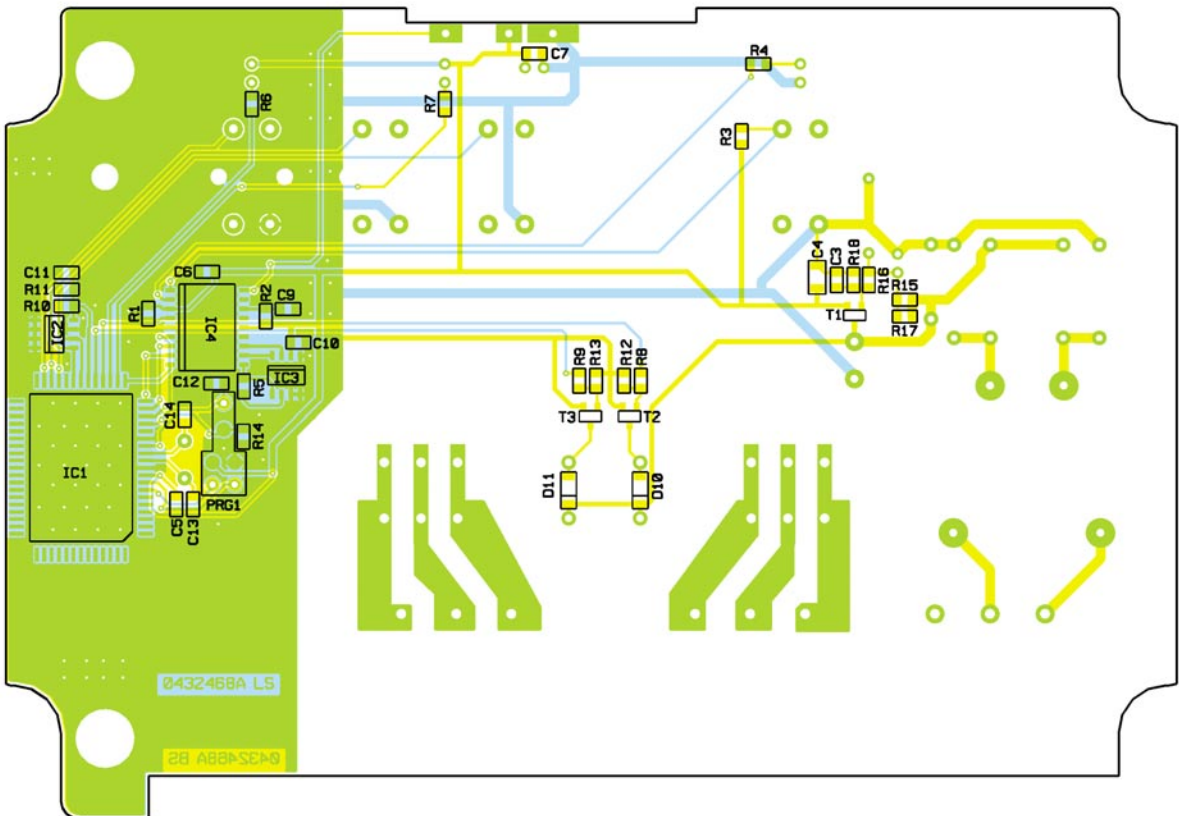 C7
R4
R6
R7
R3
C11
R11
R10
IC2
C6
R1
IC4
R2
C9
C10
C4
C3
R18
R16
R15
R17
T1
C12
R5
IC3
R9
R13
R12
R8
T3
T2
C14
R14
IC1
PRG1
C5
C13
D11
D10
0432468A LS
0432468A BS